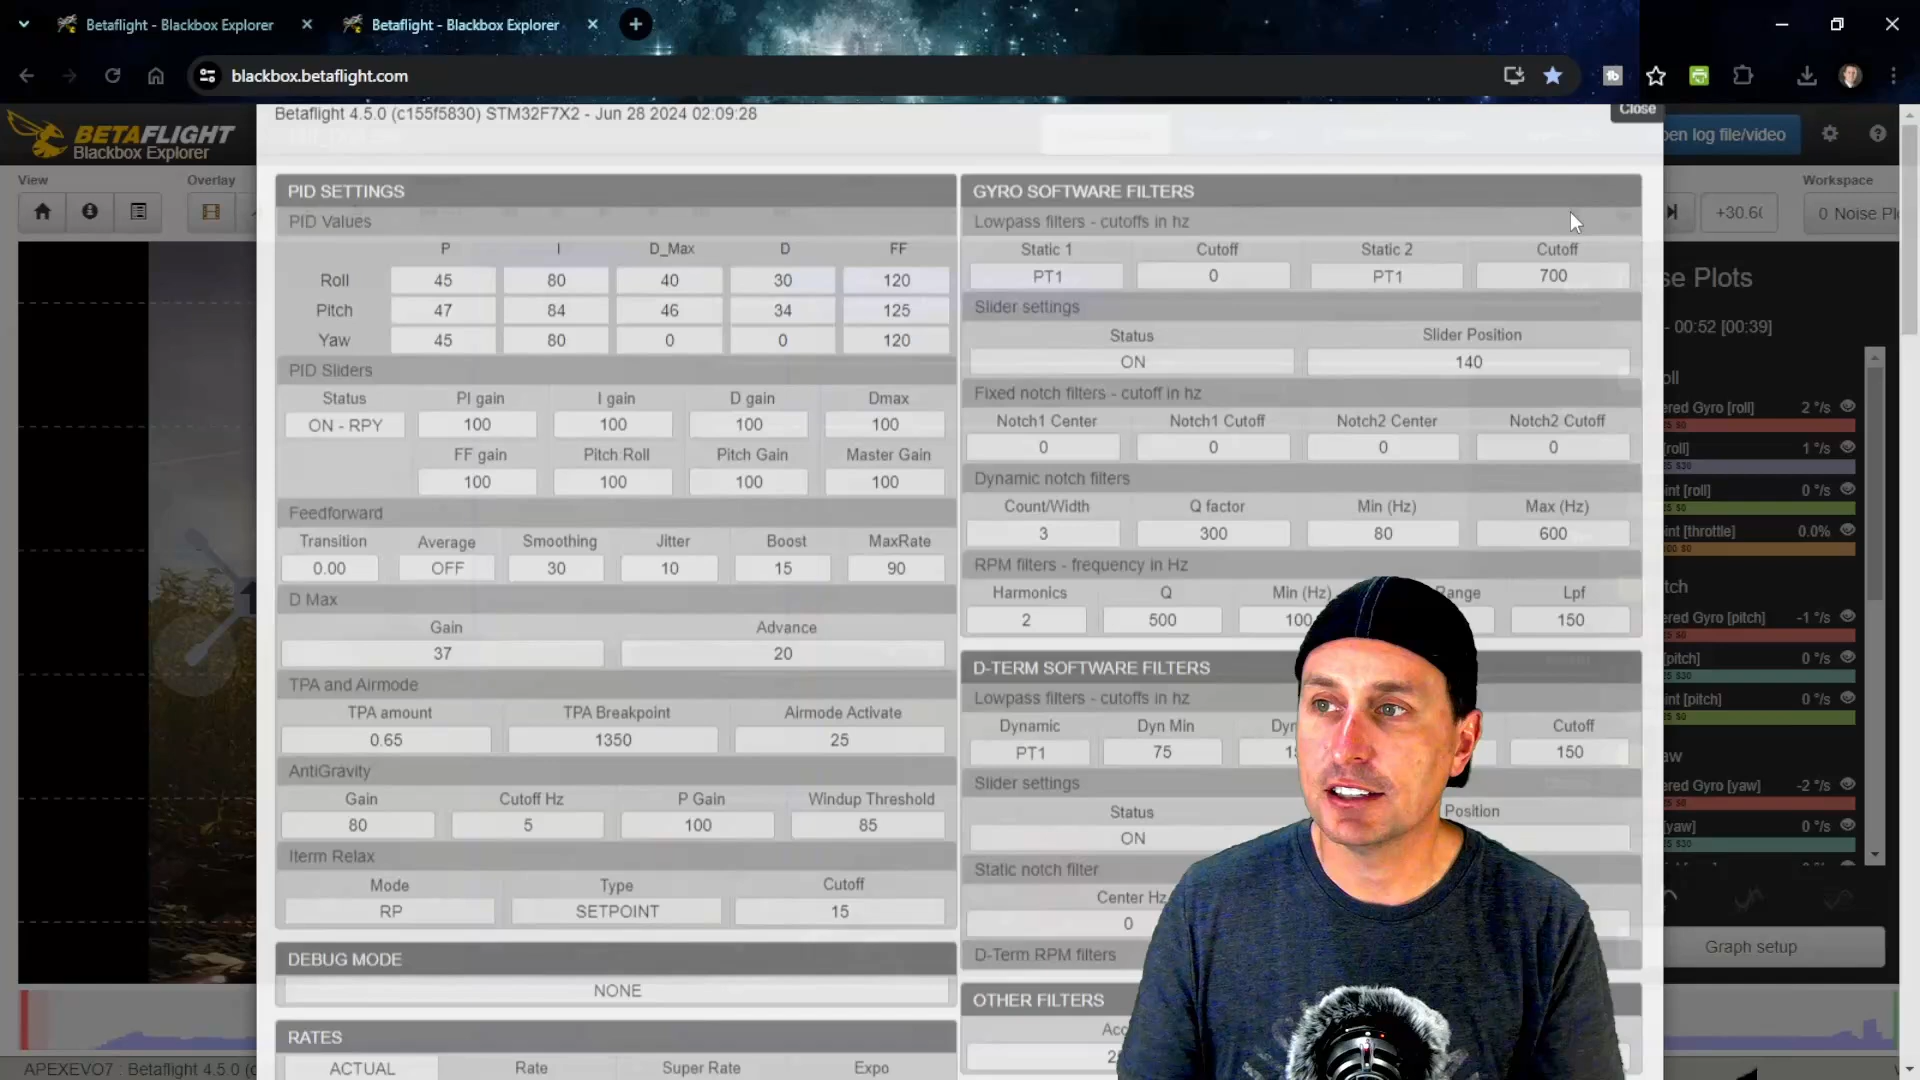 Betaflight - Blackbox Explorer
Betaflight - Blackbox Explorer
blackbox.betaflight.com
Betaflight 4.5.0 (c155f5830) STM32F7X2 - Jun 28 2024 02:09:28
Close
BETAFLIGHT
Blackbox Explorer
pen log file/video
View
Overlay
Workspace
+30.6(
0 Noise Pl
PID SETTINGS
PID Values
P I D_Max D FF
Roll 45 80 40 30 120
Pitch 47 84 46 34 125
Yaw 45 80 0 0 120
PID Sliders
Status PI gain I gain D gain Dmax
ON - RPY 100 100 100 100
FF gain Pitch Roll Pitch Gain Master Gain
100 100 100 100
Feedforward
Transition Average Smoothing Jitter Boost MaxRate
0.00 OFF 30 10 15 90
D Max
Gain Advance
37 20
TPA and Airmode
TPA amount TPA Breakpoint Airmode Activate
0.65 1350 25
AntiGravity
Gain Cutoff Hz P Gain Windup Threshold
80 5 100 85
Iterm Relax
Mode Type Cutoff
RP SETPOINT 15
DEBUG MODE
NONE
RATES
ACTUAL Rate Super Rate Expo
GYRO SOFTWARE FILTERS
Lowpass filters - cutoffs in hz
Static 1 Cutoff Static 2 Cutoff
PT1 0 PT1 700
Slider settings
Status Slider Position
ON 140
Fixed notch filters - cutoff in hz
Notch1 Center Notch1 Cutoff Notch2 Center Notch2 Cutoff
0 0 0 0
Dynamic notch filters
Count/Width Q factor Min (Hz) Max (Hz)
3 300 80 600
RPM filters - frequency in Hz
Harmonics Q Min (Hz) Range Lpf
2 500 100 150
D-TERM SOFTWARE FILTERS
Lowpass filters - cutoffs in hz
Dynamic Dyn Min Dy Cutoff
PT1 75 1 150
Slider settings
Status Position
ON
Static notch filter
Center Hz
0
D-Term RPM filters
OTHER FILTERS
Acc
2
se Plots
- 00:52 [00:39]
oll
ered Gyro [roll] 2 °/s
[roll] 1 °/s
int [roll] 0 °/s
int [throttle] 0.0%
tch
ered Gyro [pitch] -1 °/s
[pitch] 0 °/s
int [pitch] 0 °/s
aw
ered Gyro [yaw] -2 °/s
[yaw] 0 °/s
Graph setup
APEXEVO7 : Betaflight 4.5.0 (c